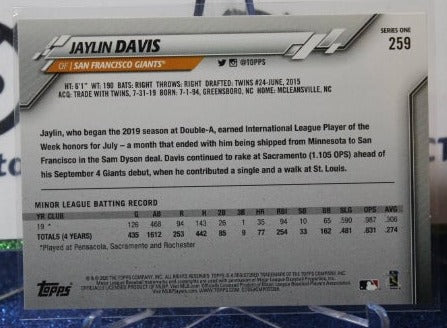 JAYLIN DAVIS
SERIES ONE
259
OF | SAN FRANCISCO GIANTS®
@TOPPS
HT: 6'1" WT: 190 BATS: RIGHT THROWS: RIGHT DRAFTED: TWINS #24-JUNE, 2015
ACQ: TRADE WITH TWINS, 7-31-19 BORN: 7-1-94, GREENSBORO, NC HOME: MCLEANSVILLE, NC
Jaylin, who began the 2019 season at Double-A, earned International League Player of the
Week honors for July – a month that ended with him being shipped from Minnesota to San
Francisco in the Sam Dyson deal. Davis continued to rake at Sacramento (1.105 OPS) ahead of
his September 4 Giants debut, when he contributed a single and a walk at St. Louis.
MINOR LEAGUE BATTING RECORD
YR CLUB G AB R H 2B 3B HR RBI SB BB SLG OPS AVG
19 * 126 468 94 143 26 1 35 94 10 65 .590 .987 .306
TOTALS (4 YEARS) 435 1612 253 442 85 9 77 254 33 162 .481 .831 .274
*Played at Pensacola, Sacramento and Rochester
Topps